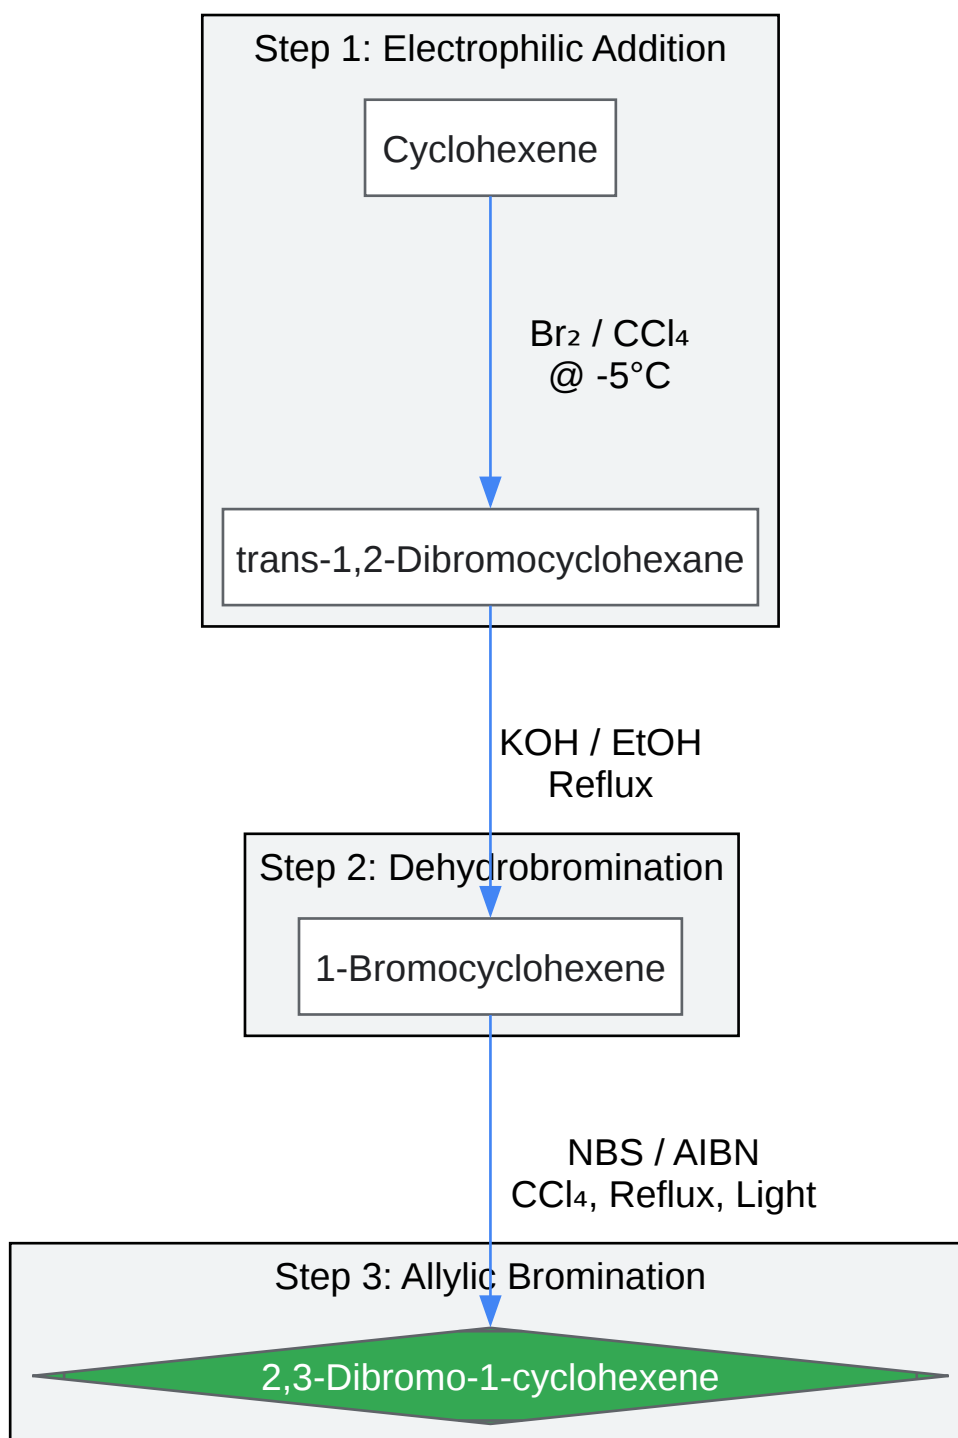 Step 1: Electrophilic Addition
Cyclohexene
Br₂ / CCl₄
@ -5°C
trans-1,2-Dibromocyclohexane
KOH / EtOH
Reflux
Step 2: Dehydrobromination
1-Bromocyclohexene
NBS / AIBN
CCl₄, Reflux, Light
Step 3: Allylic Bromination
2,3-Dibromo-1-cyclohexene